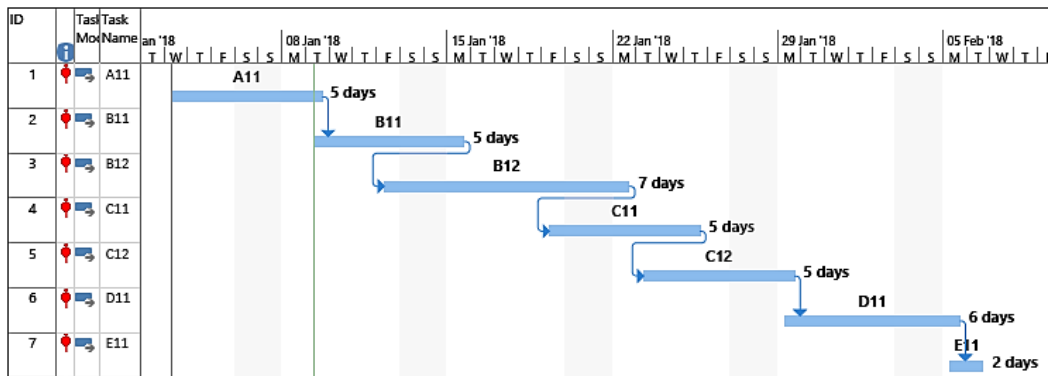 ID Task Mode Task Name an '18 08 Jan '18 15 Jan '18 22 Jan '18 29 Jan '18 05 Feb '18
T W T F S S M T W T F S S M T W T F S S M T W T F S S M T W T F S S M T W T F
1 A11 A11 5 days
2 B11 B11 5 days
3 B12 B12 7 days
4 C11 C11 5 days
5 C12 C12 5 days
6 D11 D11 6 days
7 E11 E11 2 days